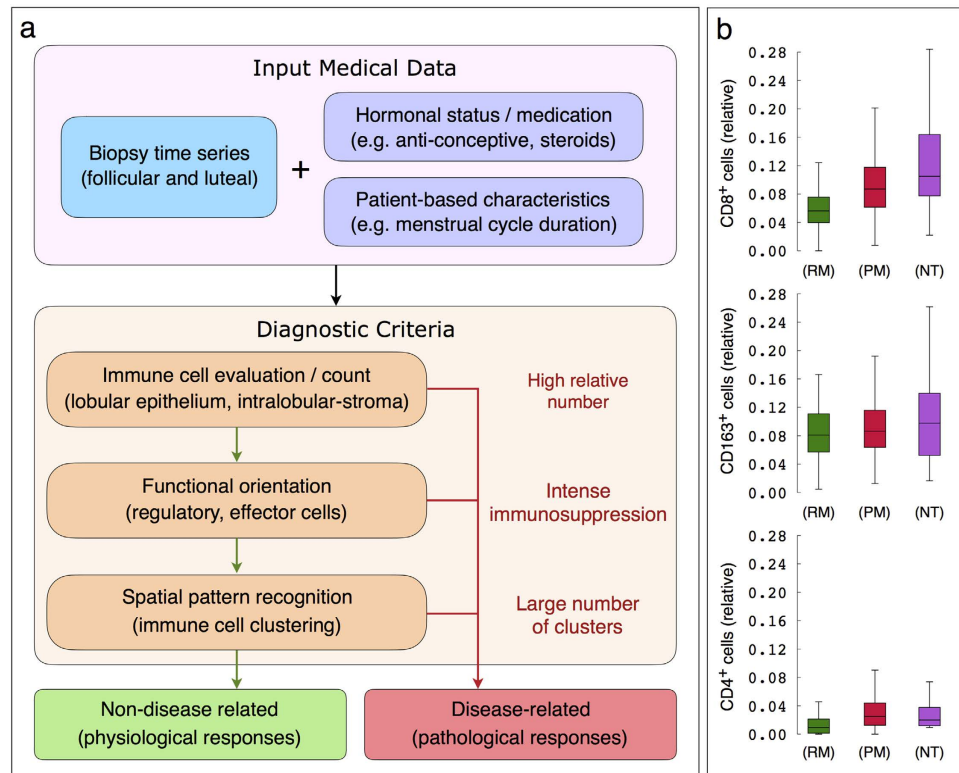 a
Input Medical Data
Biopsy time series
(follicular and luteal)
+
Hormonal status / medication
(e.g. anti-conceptive, steroids)
Patient-based characteristics
(e.g. menstrual cycle duration)
Diagnostic Criteria
Immune cell evaluation / count
(lobular epithelium, intralobular-stroma)
High relative
number
Functional orientation
(regulatory, effector cells)
Intense
immunosuppression
Spatial pattern recognition
(immune cell clustering)
Large number
of clusters
Non-disease related
(physiological responses)
Disease-related
(pathological responses)
b
CD8⁺ cells (relative)
0.28
0.24
0.20
0.16
0.12
0.08
0.04
0.00
(RM) (PM) (NT)
CD163⁺ cells (relative)
0.28
0.24
0.20
0.16
0.12
0.08
0.04
0.00
(RM) (PM) (NT)
CD4⁺ cells (relative)
0.28
0.24
0.20
0.16
0.12
0.08
0.04
0.00
(RM) (PM) (NT)